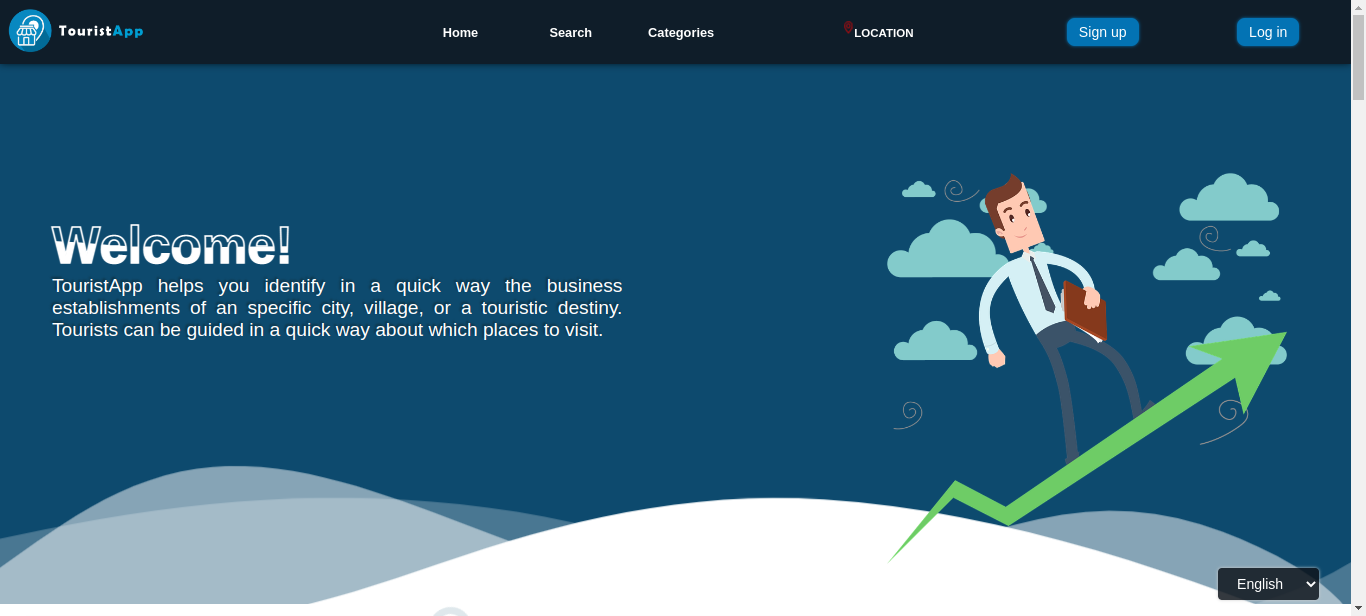 TouristApp
Home
Search
Categories
LOCATION
Sign up
Log in
Welcome!
TouristApp helps you identify in a quick way the business
establishments of an specific city, village, or a touristic destiny.
Tourists can be guided in a quick way about which places to visit.
English